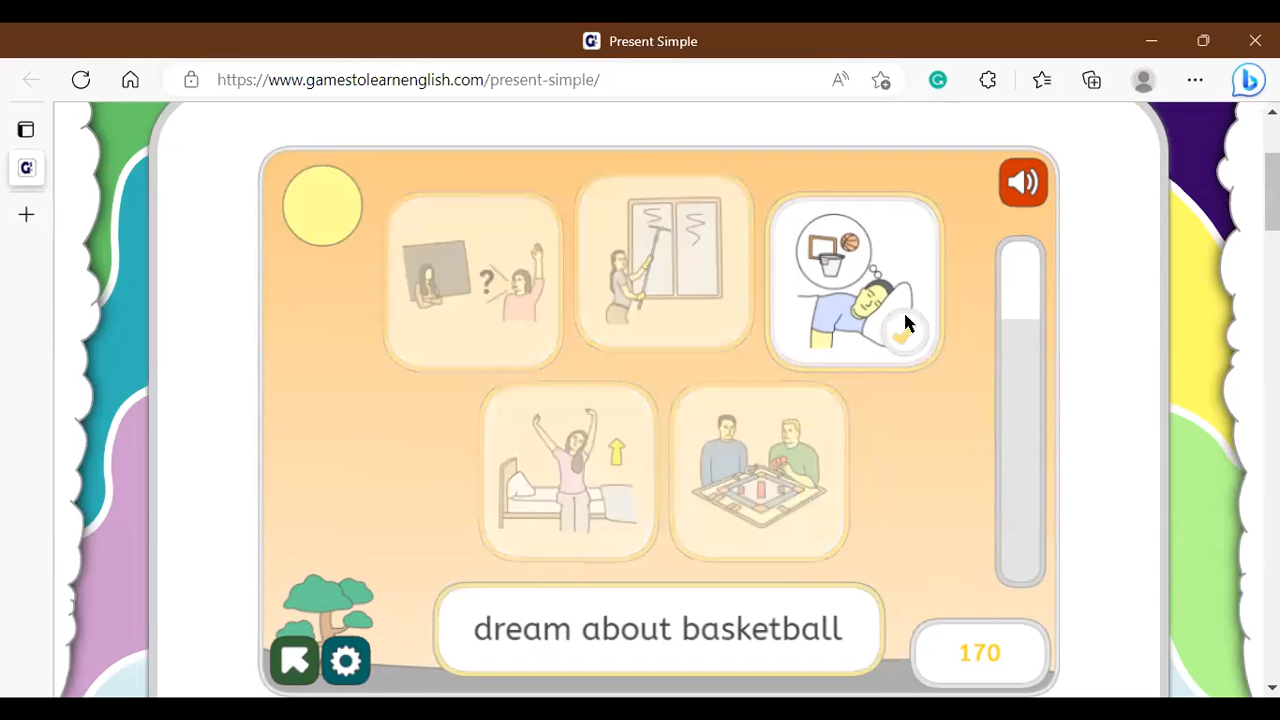 Present Simple
https://www.gamestolearnenglish.com/present-simple/
?
dream about basketball
170